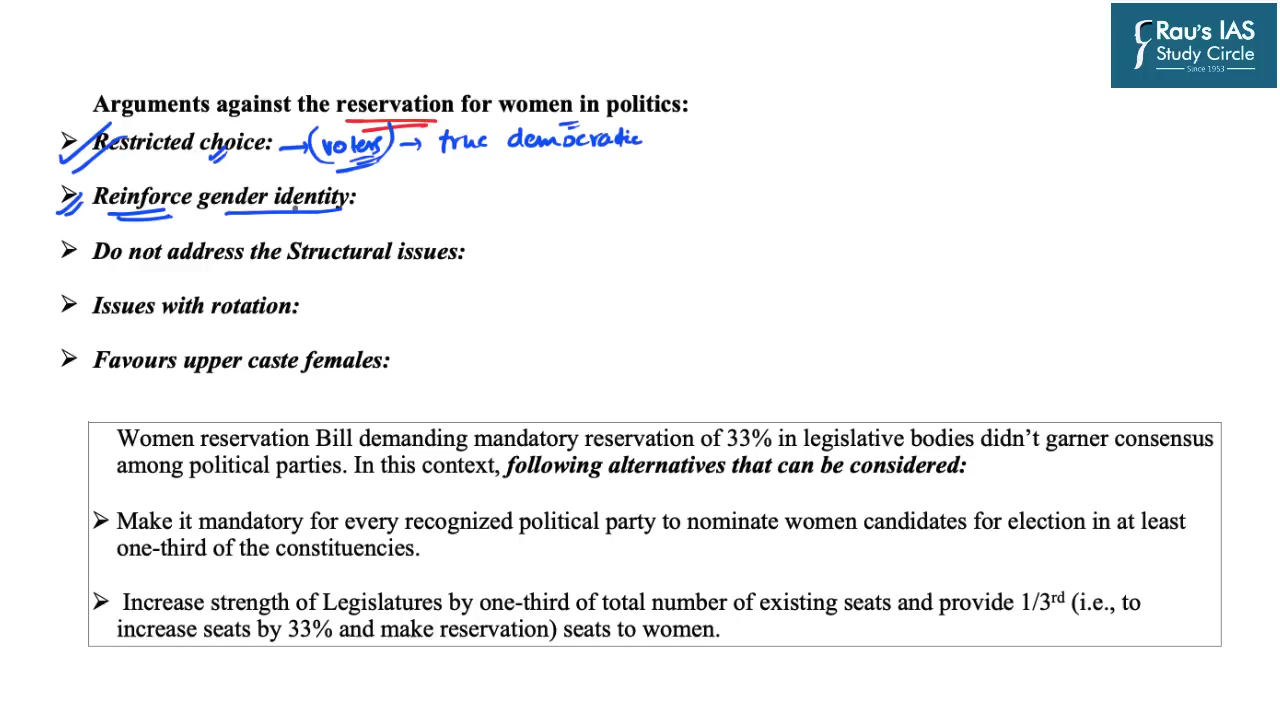 Rau's IAS
Study Circle
Since 1953
Arguments against the reservation for women in politics:
➢ Restricted choice: → (voters) → true democratic
➢ Reinforce gender identity:
➢ Do not address the Structural issues:
➢ Issues with rotation:
➢ Favours upper caste females:
Women reservation Bill demanding mandatory reservation of 33% in legislative bodies didn't garner consensus
among political parties. In this context, following alternatives that can be considered:
➢ Make it mandatory for every recognized political party to nominate women candidates for election in at least
one-third of the constituencies.
➢ Increase strength of Legislatures by one-third of total number of existing seats and provide 1/3rd (i.e., to
increase seats by 33% and make reservation) seats to women.